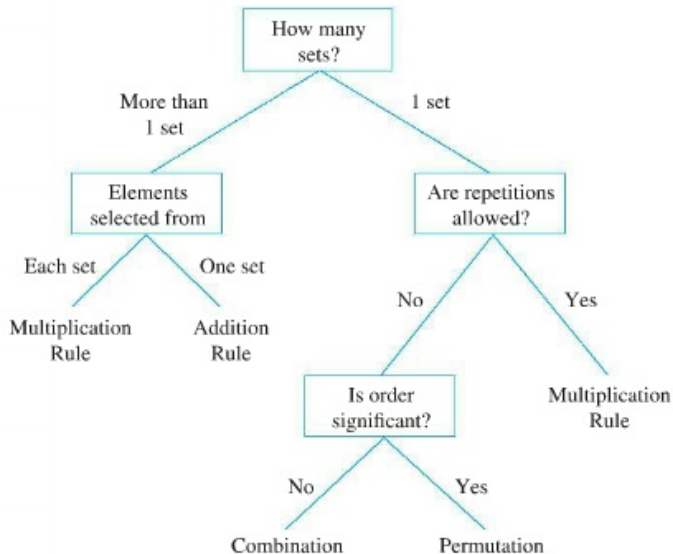 How many
sets?
More than
1 set
1 set
Elements
selected from
Are repetitions
allowed?
Each set
One set
No
Yes
Multiplication
Rule
Addition
Rule
Is order
significant?
Multiplication
Rule
No
Yes
Combination
Permutation